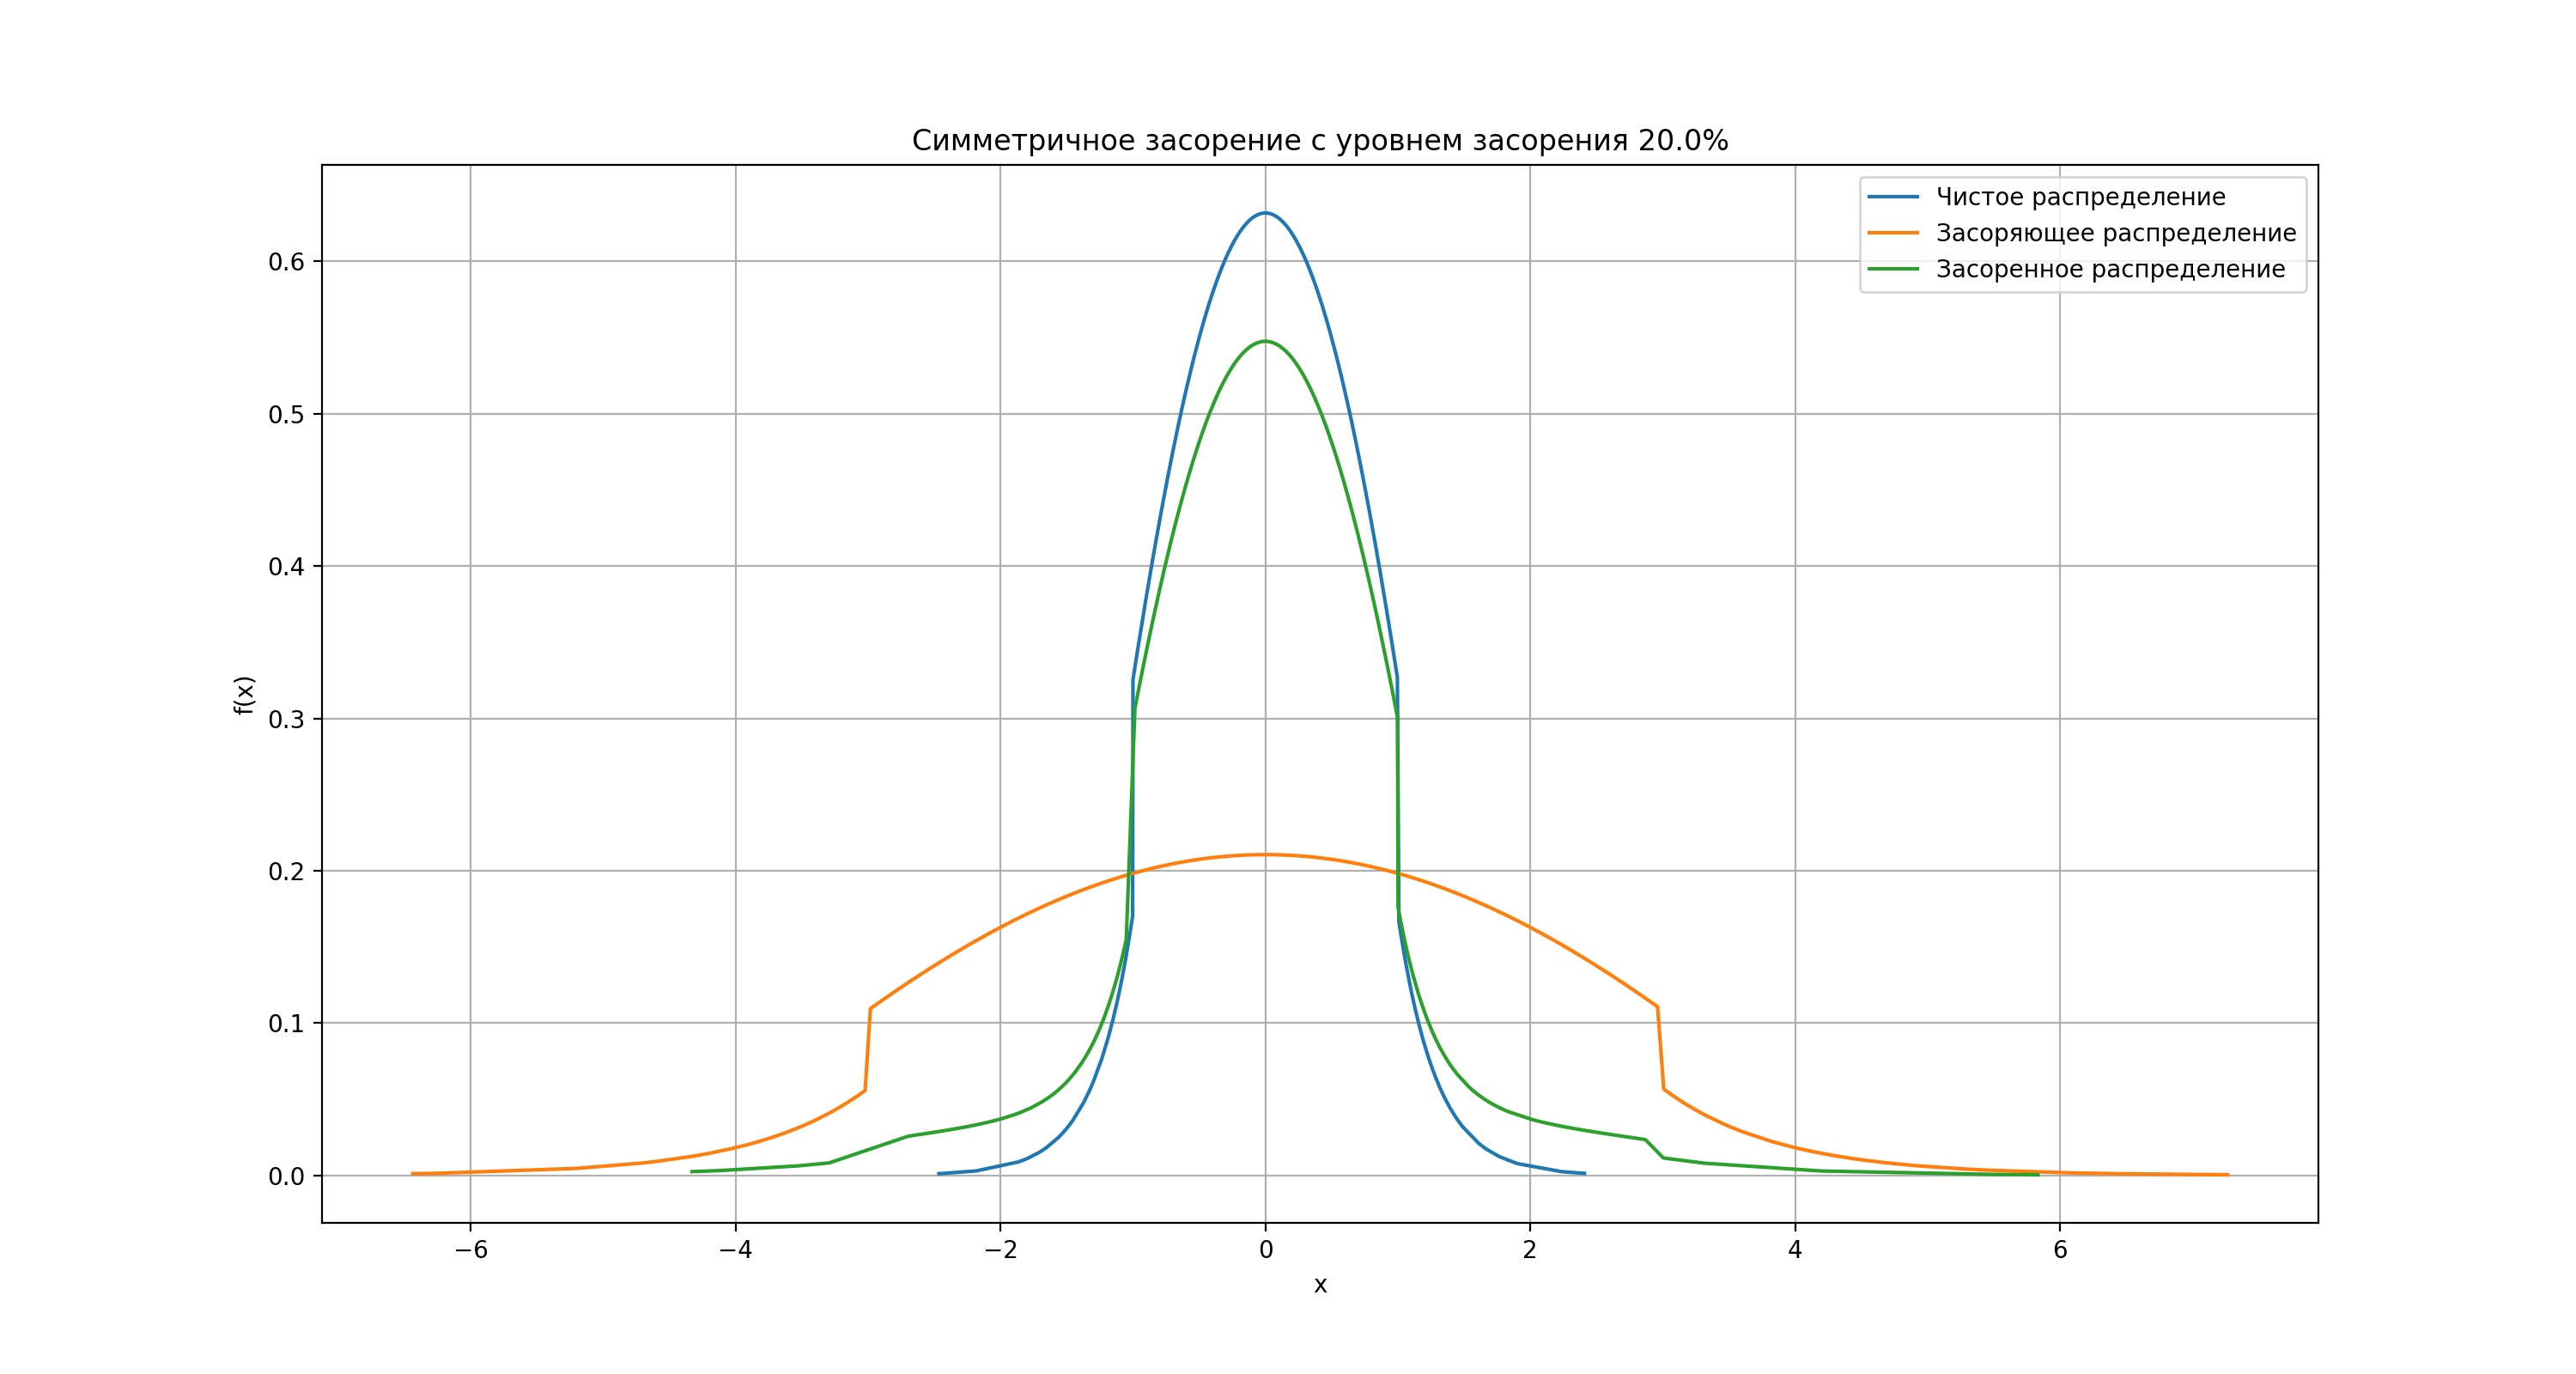 Симметричное засорение с уровнем засорения 20.0%
Чистое распределение
Засоряющее распределение
Засоренное распределение
0.6
0.5
0.4
0.3
0.2
0.1
0.0
f(x)
−6 −4 −2 0 2 4 6
x